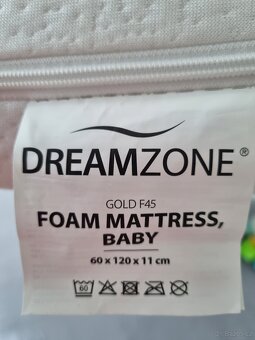 DREAMZONE®
GOLD F45
FOAM MATTRESS,
BABY
60 x 120 x 11 cm
60